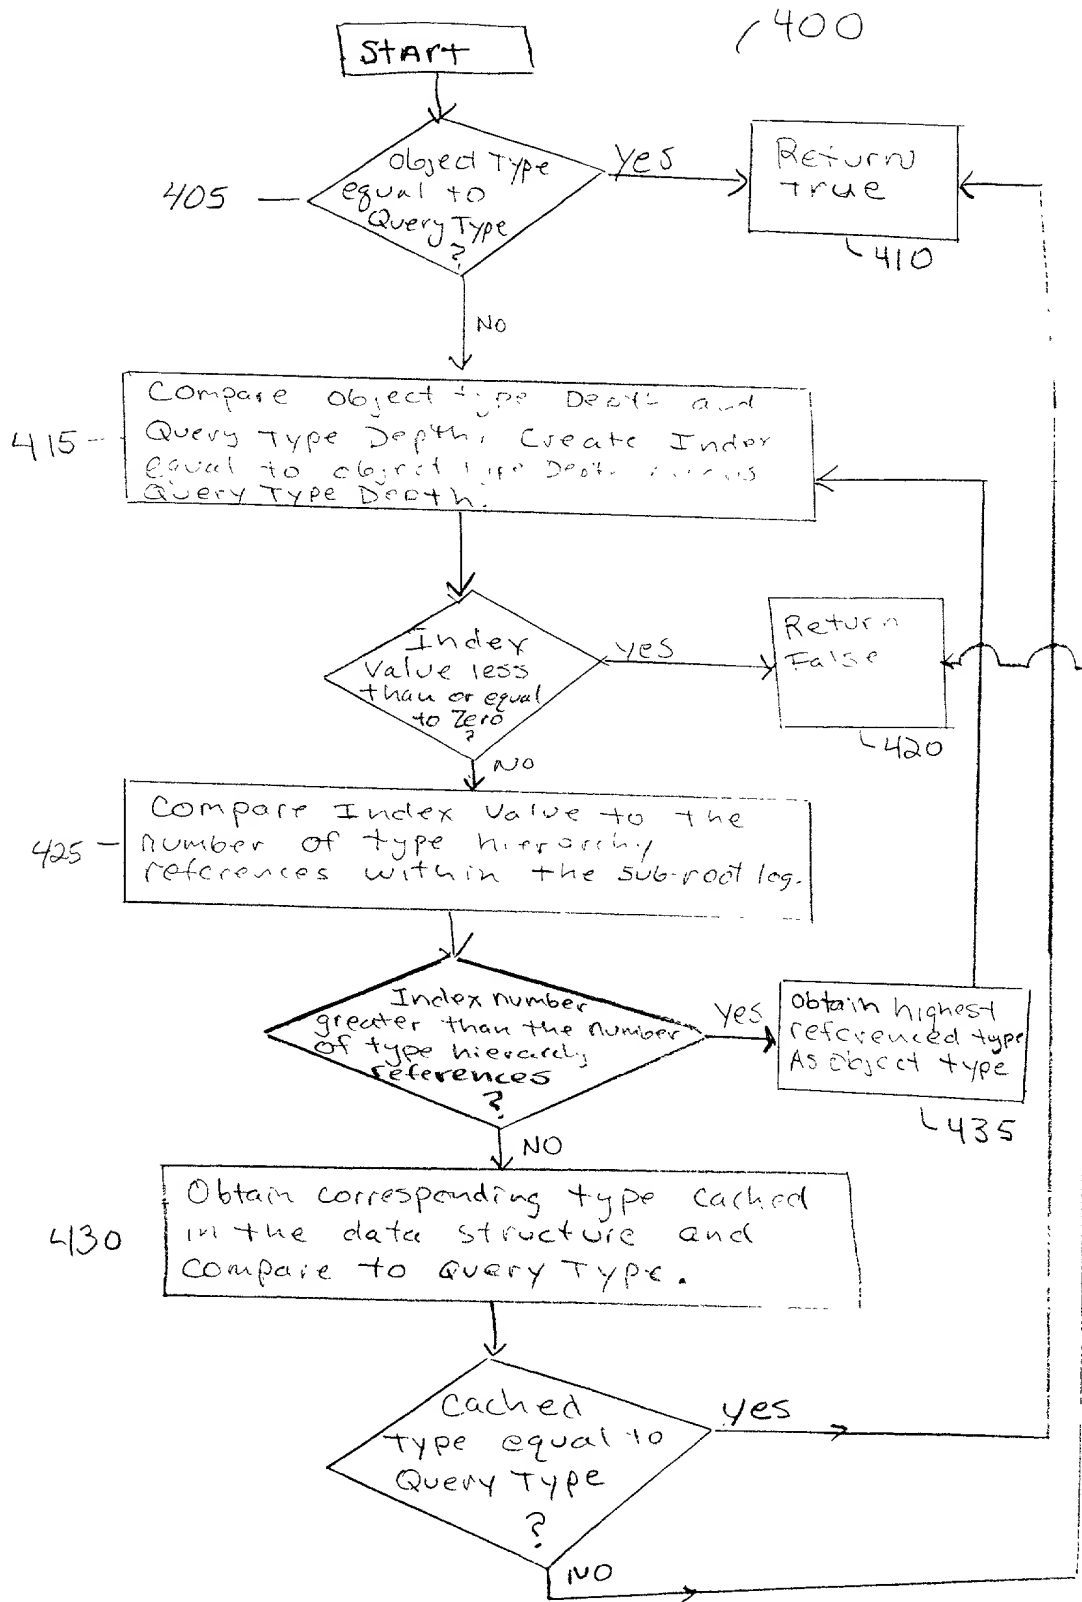 400
Start
Object Type
equal to
Query Type
?
405
Yes
Return
true
410
NO
415
Compare object type Depth and
Query Type Depth; Create Index
equal to object type Depth minus
Query Type Depth.
Index
Value less
than or equal
to Zero
?
yes
Return
False
420
NO
425
Compare Index Value to the
number of type hierarchy
references within the sub-root log.
Index number
greater than the number
of type hierarchy
references
?
yes
Obtain highest
referenced type
As Object type
435
NO
430
Obtain corresponding type cached
in the data structure and
compare to Query Type.
Cached
Type equal to
Query Type
?
yes
NO